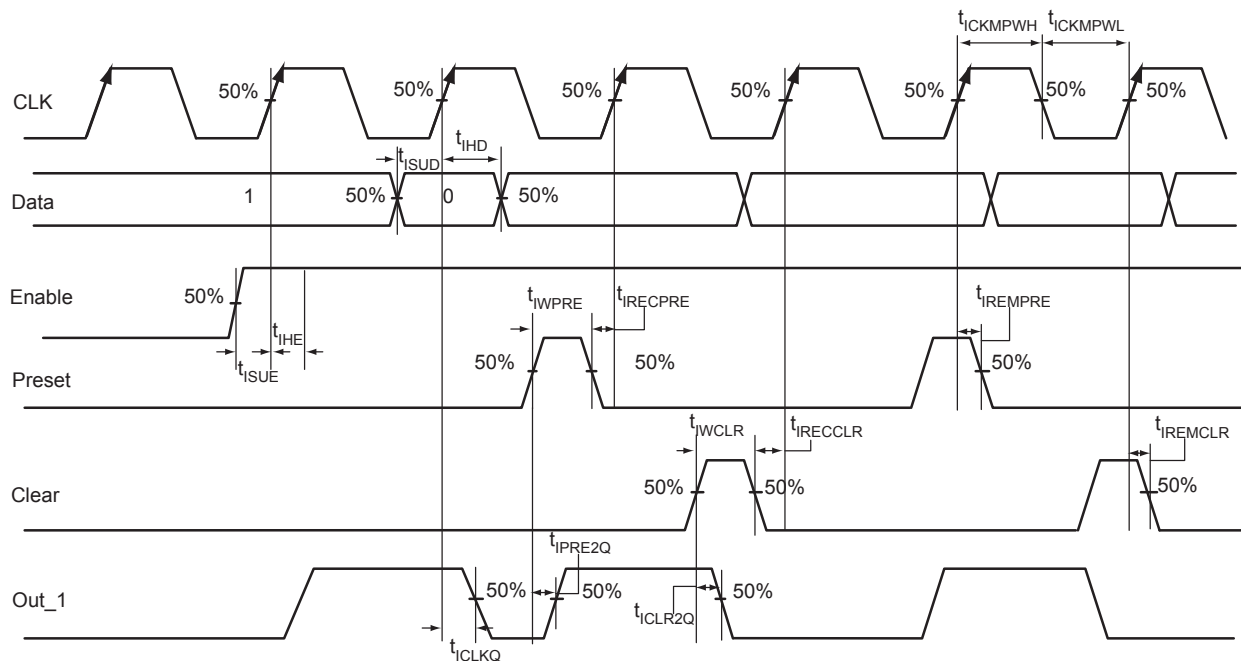 tICKMPWH tICKMPWL
CLK 50% 50% 50% 50% 50% 50% 50%
tISUD tIHD
Data 1 50% 0 50%
Enable 50% tIHE tISUE
tIWPRE tIRECPRE tIREMPRE
Preset 50% 50% 50%
tIWCLR tIRECCLR tIREMCLR
Clear 50% 50% 50%
tIPRE2Q
Out_1 50% 50% 50%
tICLR2Q
tICLKQ